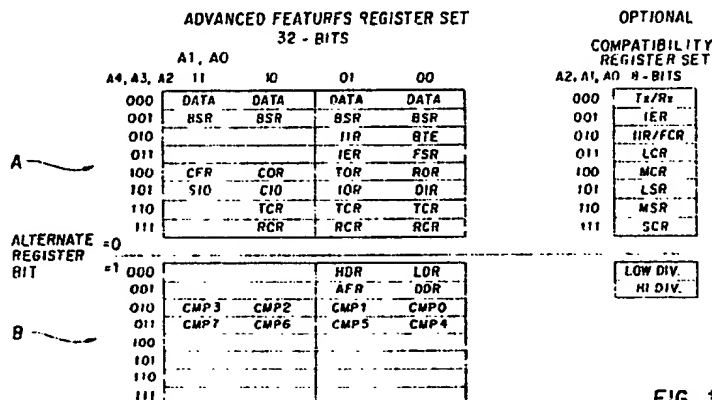 ADVANCED FEATURFS REGISTER SET
32 - BITS
OPTIONAL
COMPATIBILITY
REGISTER SET
A1, A0
A4, A3, A2 11 10 01 00
A2, A1, A0 8 - BITS
000 DATA DATA DATA DATA
001 BSR BSR BSR BSR
010 IIR BTE
011 IER FSR
100 CFR COR TOR ROR
101 SIO CIO IOR DIR
110 TCR TCR TCR
111 RCR RCR RCR
000 Tx/Rx
001 IER
010 IIR/FCR
011 LCR
100 MCR
101 LSR
110 MSR
111 SCR
A
ALTERNATE =0
REGISTER
BIT =1
000 HDR LDR
001 AFR DDR
010 CMP3 CMP2 CMP1 CMP0
011 CMP7 CMP6 CMP5 CMP4
100
101
110
111
LOW DIV.
HI DIV.
B
FIG. 1